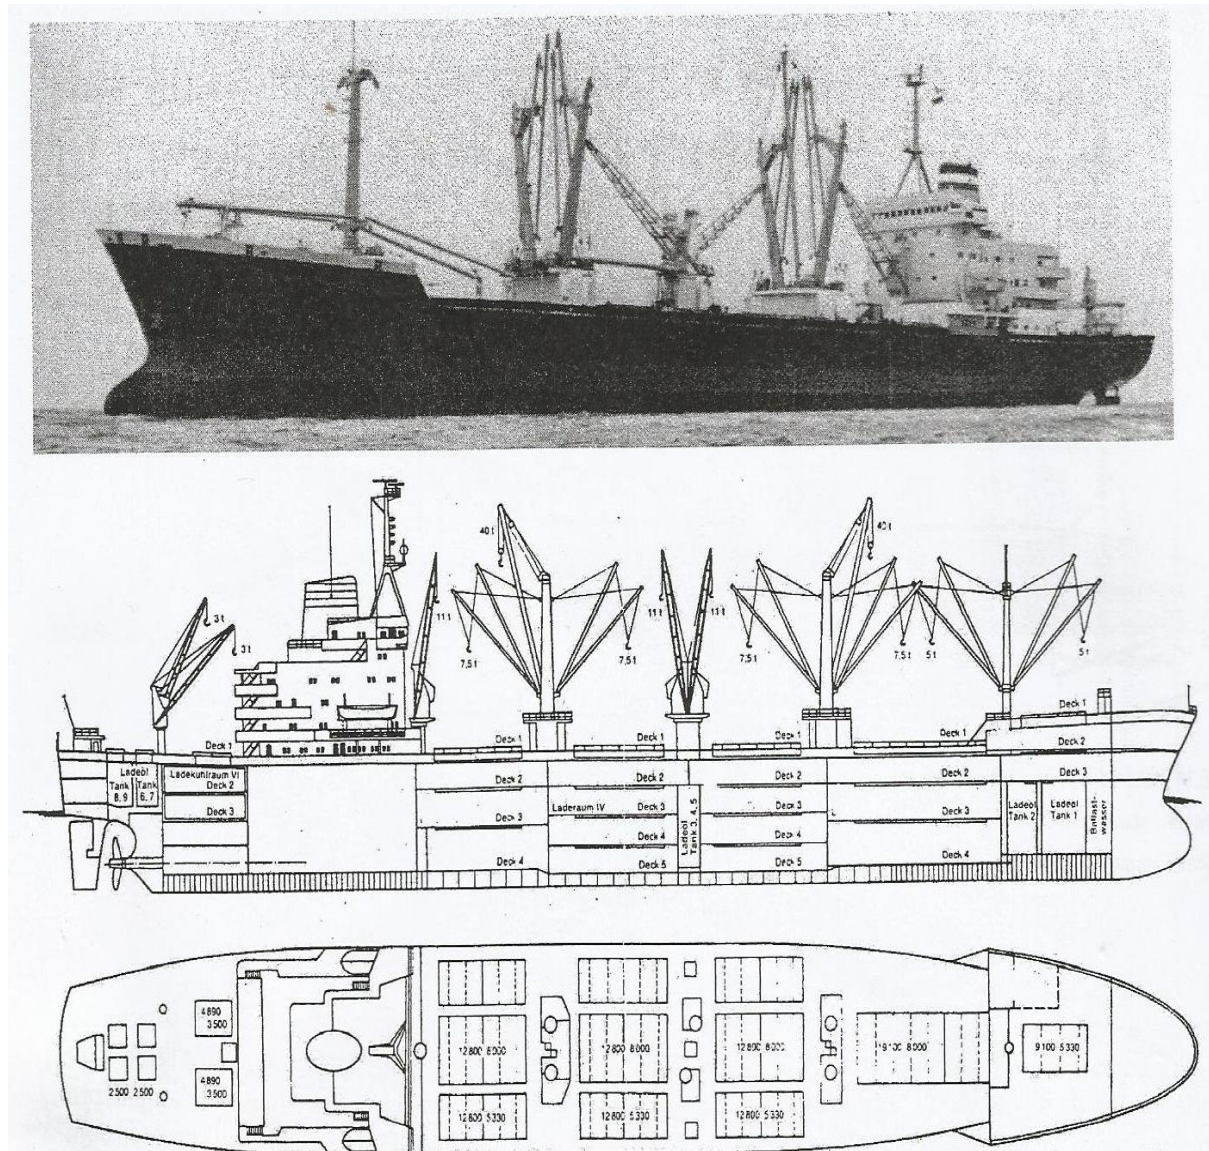 40 t
40 t
3 t
11 t
11 t
11 t
3 t
7,5 t
7,5 t
7,5 t
7,5 t
5 t
5 t
Deck 1
Deck 1
Deck 1
Deck 1
Deck 1
Deck 1
Deck 2
Ladeöl
Tank
8, 9
Tank
6, 7
Ladekühlraum VI
Deck 2
Deck 3
Deck 2
Deck 3
Deck 4
Deck 2
Laderaum IV
Deck 3
Deck 4
Deck 5
Ladeöl
Tank 3, 4, 5
Deck 2
Deck 3
Deck 4
Deck 5
Deck 2
Deck 3
Deck 4
Deck 3
Ladeöl
Tank 2
Ladeöl
Tank 1
Ballast-
wasser
4890
3500
12800 8000
12800 8000
12800 8000
19100 8000
9100 5330
4890
3500
2500 2500
12800 5330
12800 5330
12800 5330